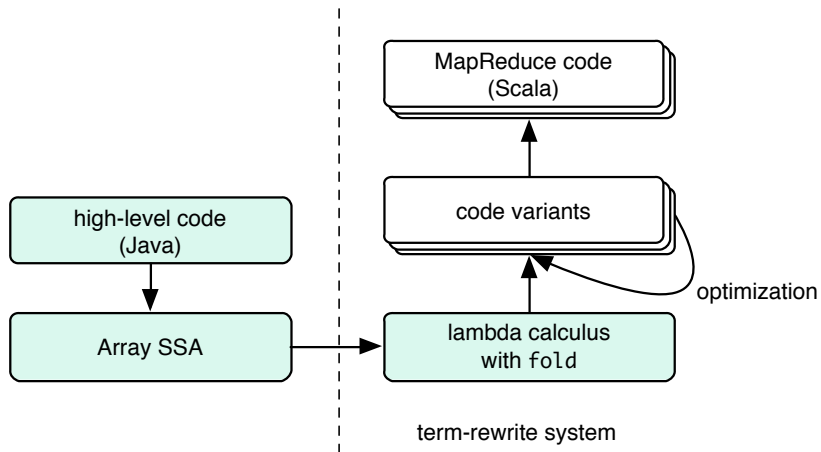 MapReduce code
(Scala)
code variants
high-level code
(Java)
optimization
Array SSA
lambda calculus
with fold
term-rewrite system